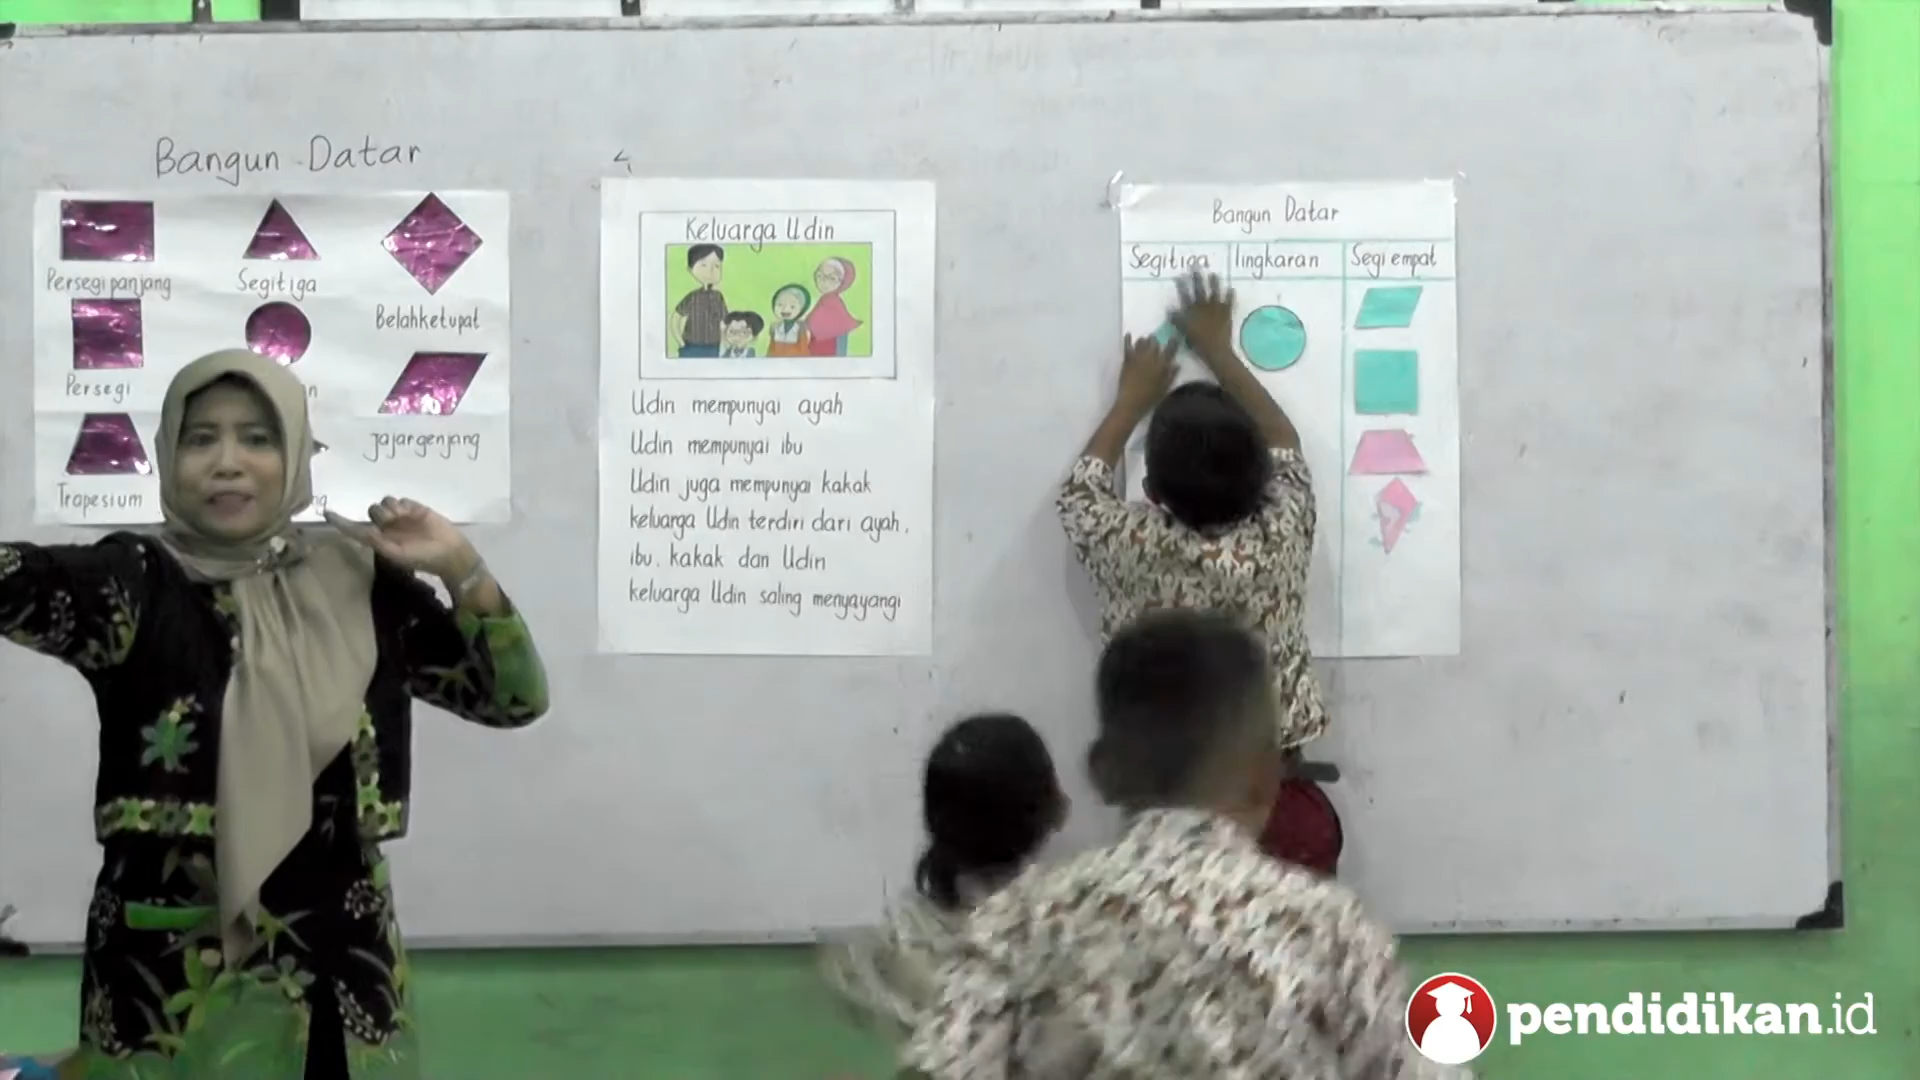 Bangun Datar
Persegi panjang
Segitiga
Belahketupat
Persegi
jajargenjang
Trapesium
Keluarga Udin
Udin mempunyai ayah
Udin mempunyai ibu
Udin juga mempunyai kakak
keluarga Udin terdiri dari ayah,
ibu, kakak dan Udin
keluarga Udin saling menyayangi
Bangun Datar
Segitiga lingkaran Segi empat
pendidikan.id